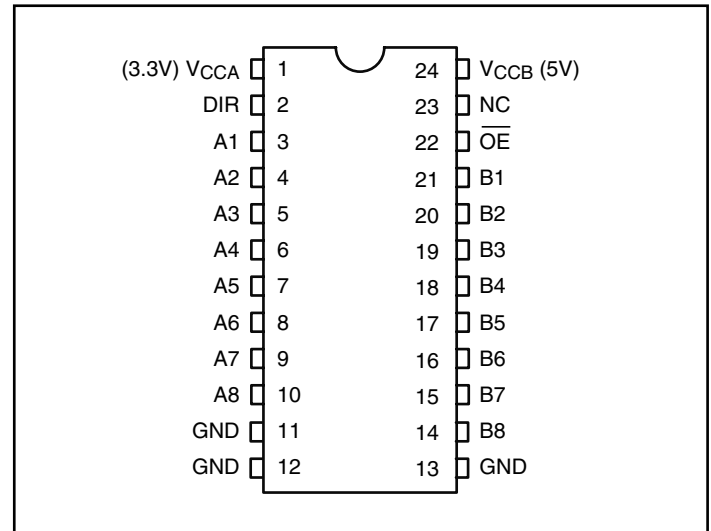 (3.3V) VCCA 1 24 VCCB (5V)
DIR 2 23 NC
A1 3 22 O̅E̅
A2 4 21 B1
A3 5 20 B2
A4 6 19 B3
A5 7 18 B4
A6 8 17 B5
A7 9 16 B6
A8 10 15 B7
GND 11 14 B8
GND 12 13 GND